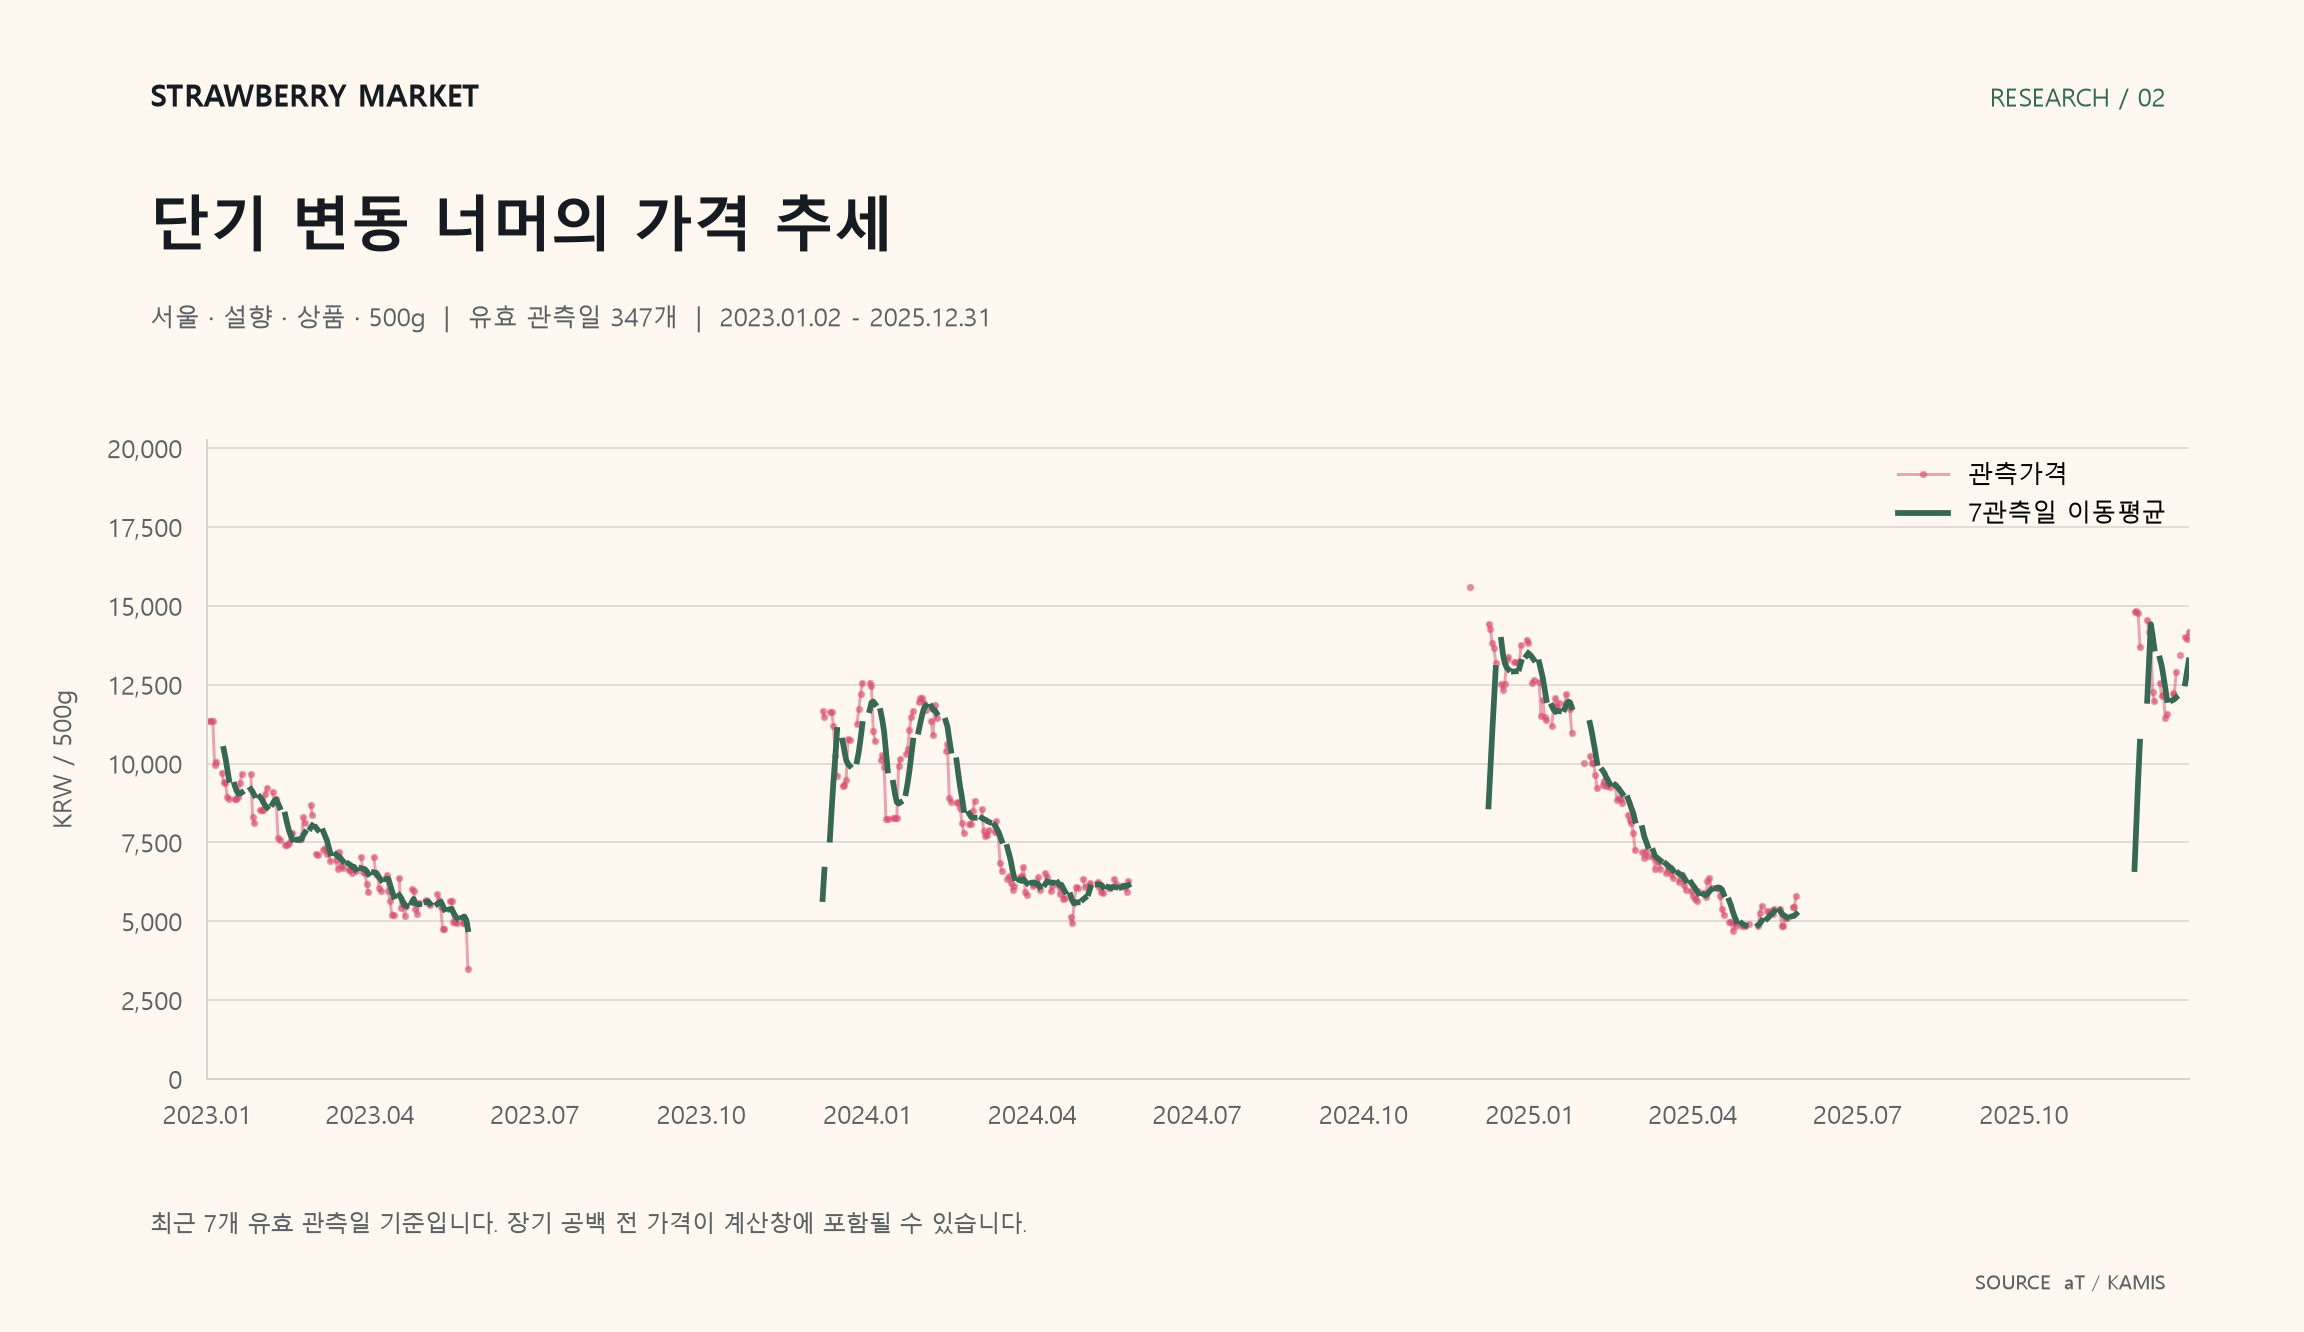 STRAWBERRY MARKET
RESEARCH / 02
단기 변동 너머의 가격 추세
서울 · 설향 · 상품 · 500g | 유효 관측일 347개 | 2023.01.02 - 2025.12.31
관측가격
7관측일 이동평균
20,000
17,500
15,000
12,500
10,000
7,500
5,000
2,500
0
KRW / 500g
2023.01 2023.04 2023.07 2023.10 2024.01 2024.04 2024.07 2024.10 2025.01 2025.04 2025.07 2025.10
최근 7개 유효 관측일 기준입니다. 장기 공백 전 가격이 계산창에 포함될 수 있습니다.
SOURCE aT / KAMIS